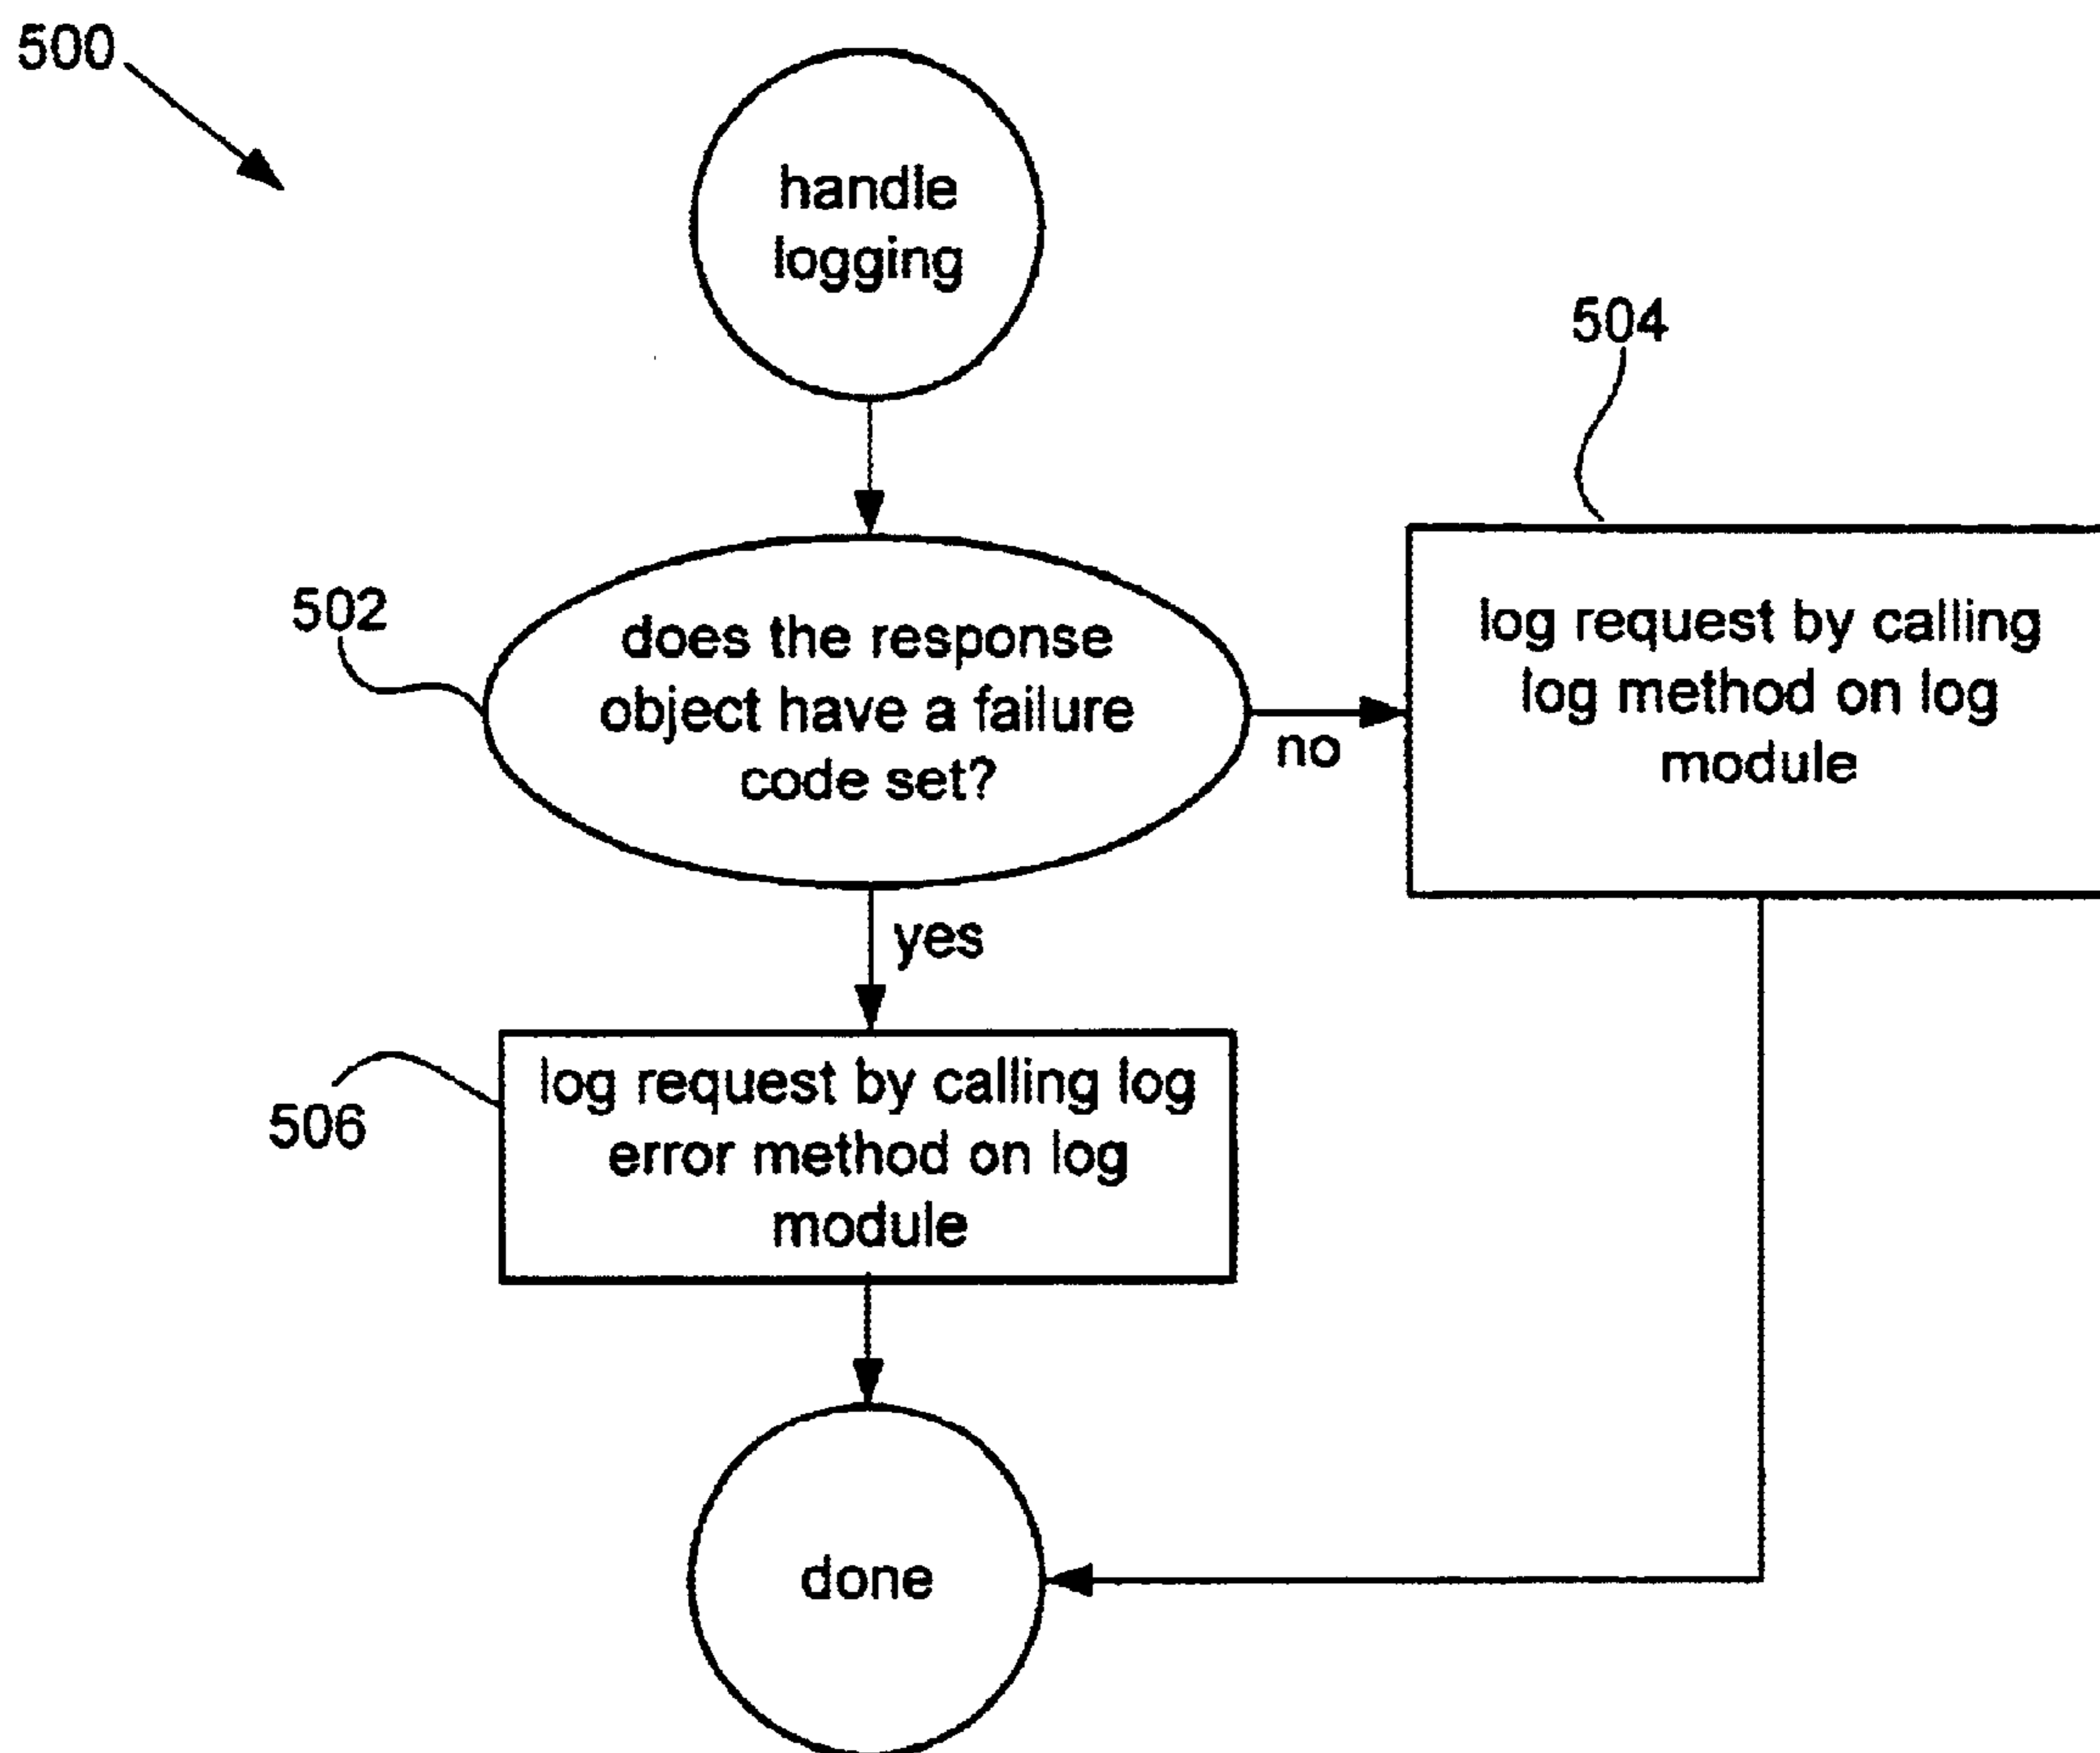 500
handle
logging
504
502
does the response
object have a failure
code set?
no
log request by calling
log method on log
module
yes
506
log request by calling log
error method on log
module
done